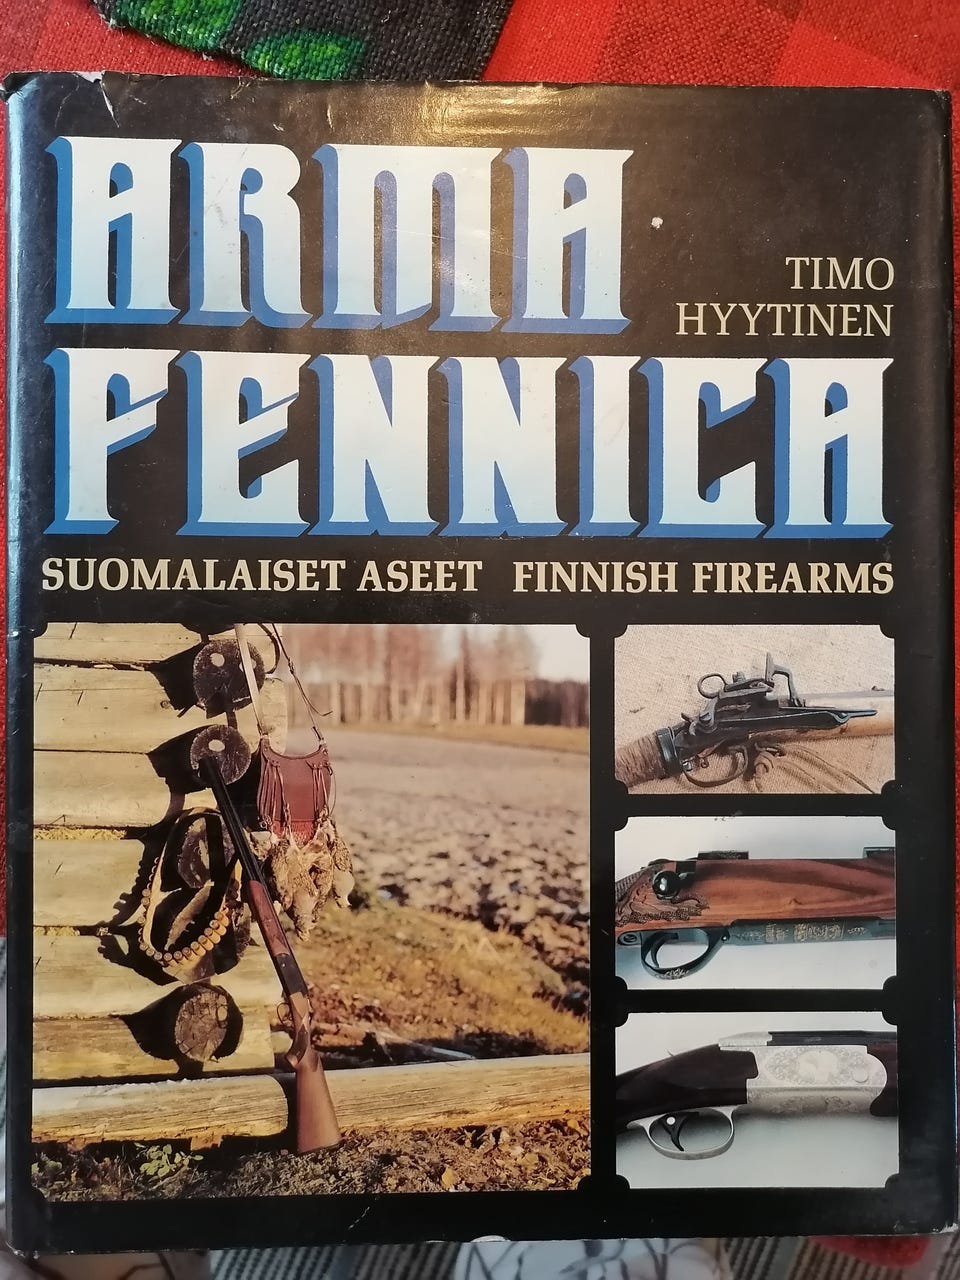 ARMA
TIMO
HYYTINEN
FENNICA
SUOMALAISET ASEET FINNISH FIREARMS